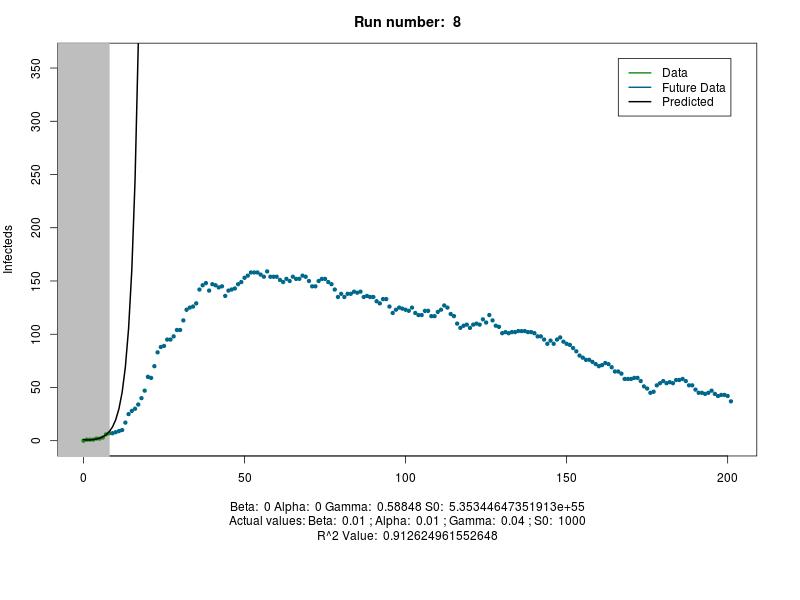 Run number: 8
Data
Future Data
Predicted
350
300
250
200
150
100
50
0
Infecteds
0 50 100 150 200
Beta: 0 Alpha: 0 Gamma: 0.58848 S0: 5.35344647351913e+55
Actual values: Beta: 0.01 ; Alpha: 0.01 ; Gamma: 0.04 ; S0: 1000
R^2 Value: 0.912624961552648